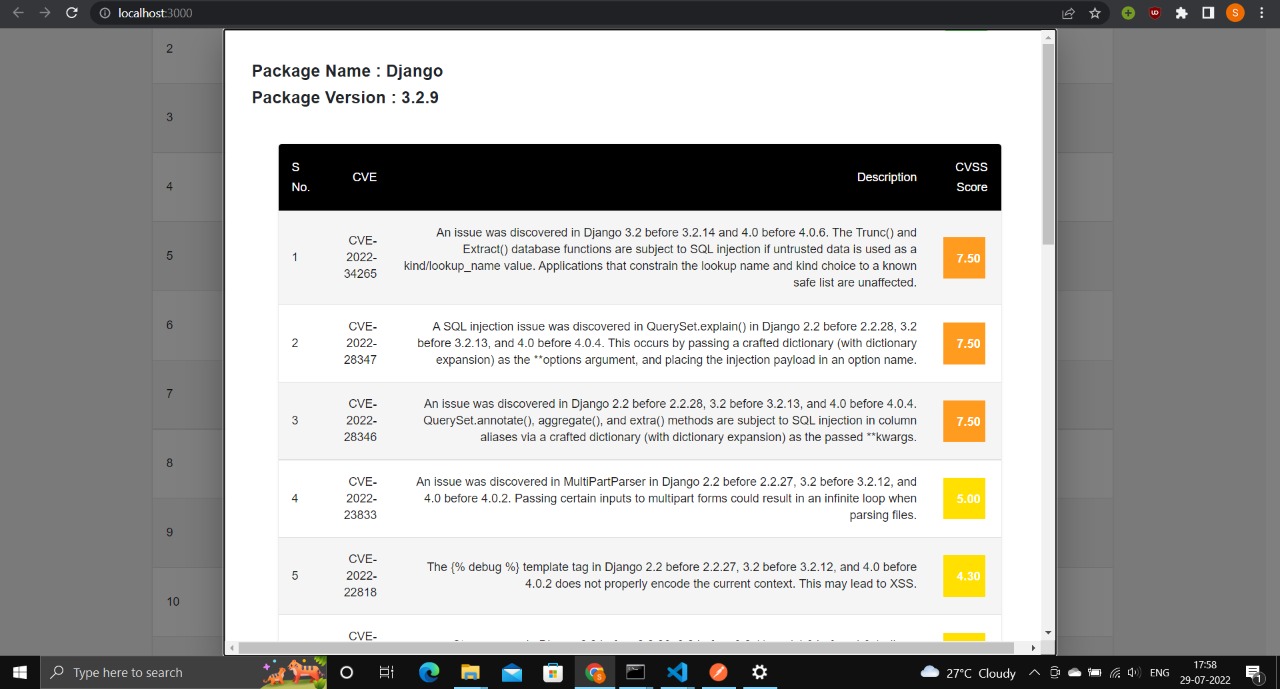 localhost:3000
S
2
3
4
5
6
7
8
9
10
Package Name : Django
Package Version : 3.2.9
S
No.
CVE
Description
CVSS
Score
1
CVE-
2022-
34265
An issue was discovered in Django 3.2 before 3.2.14 and 4.0 before 4.0.6. The Trunc() and
Extract() database functions are subject to SQL injection if untrusted data is used as a
kind/lookup_name value. Applications that constrain the lookup name and kind choice to a known
safe list are unaffected.
7.50
2
CVE-
2022-
28347
A SQL injection issue was discovered in QuerySet.explain() in Django 2.2 before 2.2.28, 3.2
before 3.2.13, and 4.0 before 4.0.4. This occurs by passing a crafted dictionary (with dictionary
expansion) as the **options argument, and placing the injection payload in an option name.
7.50
3
CVE-
2022-
28346
An issue was discovered in Django 2.2 before 2.2.28, 3.2 before 3.2.13, and 4.0 before 4.0.4.
QuerySet.annotate(), aggregate(), and extra() methods are subject to SQL injection in column
aliases via a crafted dictionary (with dictionary expansion) as the passed **kwargs.
7.50
4
CVE-
2022-
23833
An issue was discovered in MultiPartParser in Django 2.2 before 2.2.27, 3.2 before 3.2.12, and
4.0 before 4.0.2. Passing certain inputs to multipart forms could result in an infinite loop when
parsing files.
5.00
5
CVE-
2022-
22818
The {% debug %} template tag in Django 2.2 before 2.2.27, 3.2 before 3.2.12, and 4.0 before
4.0.2 does not properly encode the current context. This may lead to XSS.
4.30
CVE-
Type here to search
27°C Cloudy
ENG
17:58
29-07-2022
1